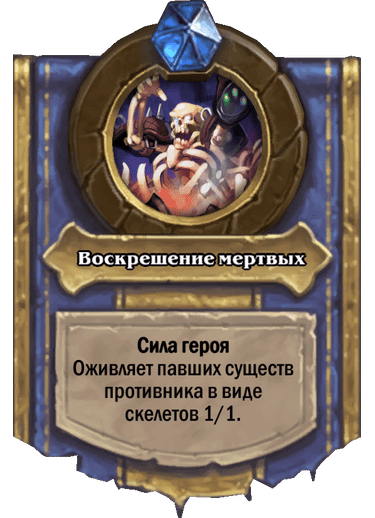 Воскрешение мертвых
Сила героя
Оживляет павших существ
противника в виде
скелетов 1/1.